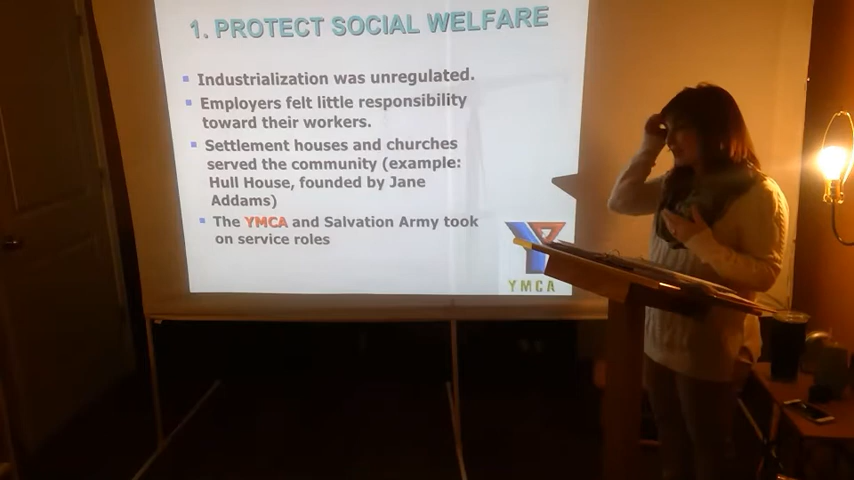 1. PROTECT SOCIAL WELFARE
Industrialization was unregulated.
Employers felt little responsibility
toward their workers.
Settlement houses and churches
served the community (example:
Hull House, founded by Jane
Addams)
The YMCA and Salvation Army took
on service roles
YMCA